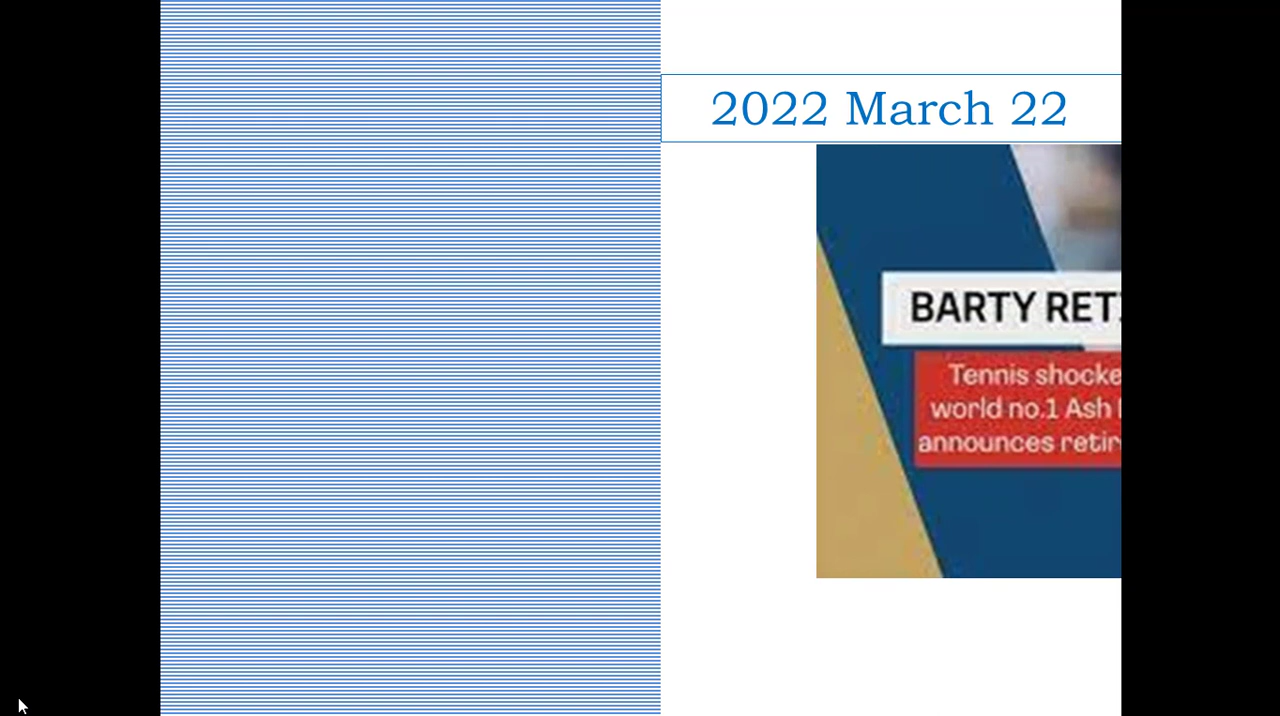 2022 March 22
BARTY RET
Tennis shocke
world no.1 Ash
announces retir